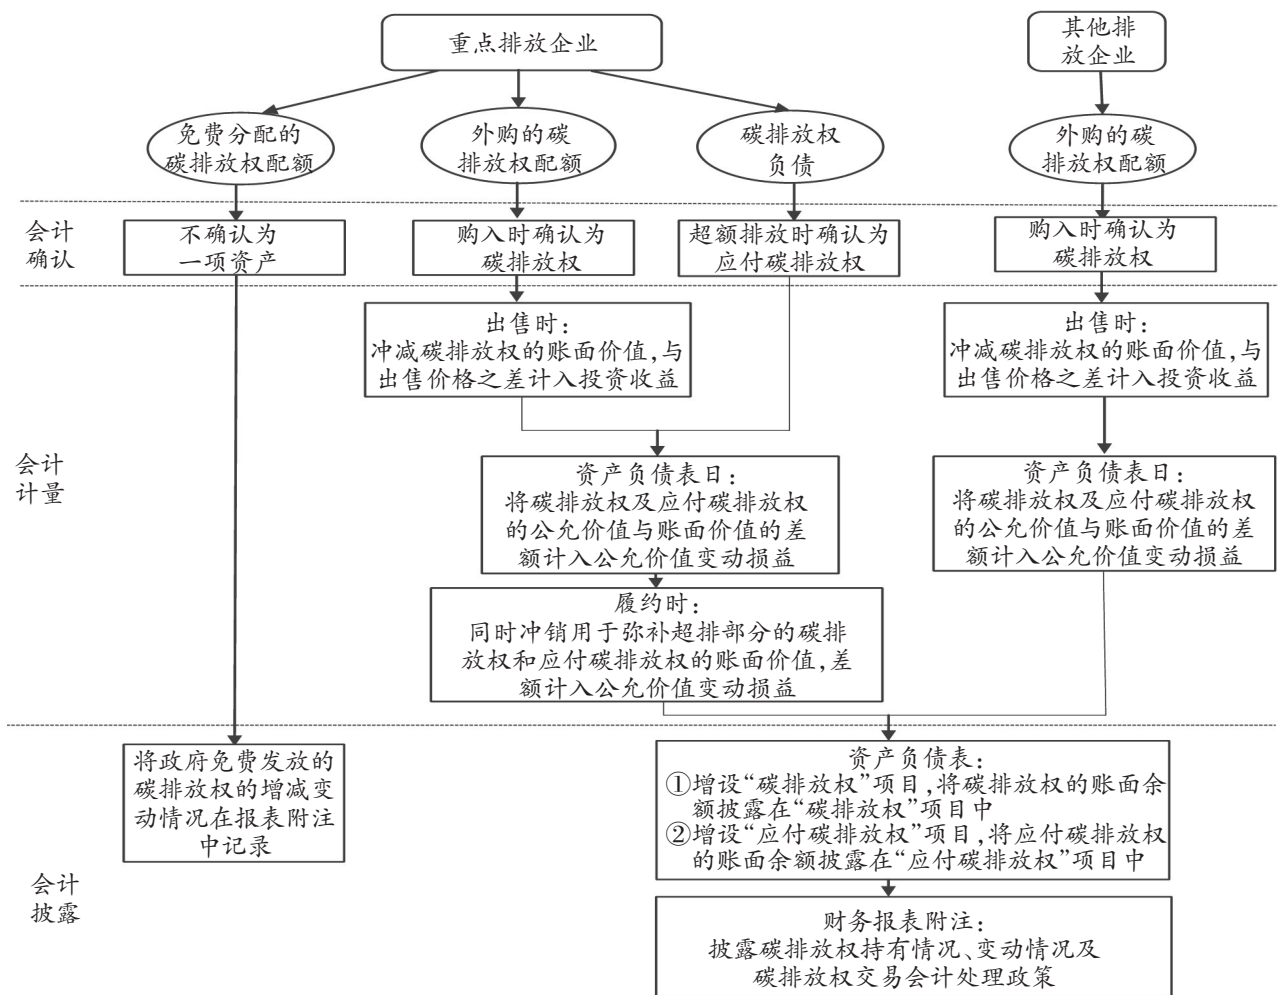 重点排放企业
其他排
放企业
免费分配的
碳排放权配额
外购的碳
排放权配额
碳排放权
负债
外购的碳
排放权配额
会计
确认
不确认为
一项资产
购入时确认为
碳排放权
超额排放时确认为
应付碳排放权
购入时确认为
碳排放权
会计
计量
出售时：
冲减碳排放权的账面价值，与
出售价格之差计入投资收益
出售时：
冲减碳排放权的账面价值，与
出售价格之差计入投资收益
资产负债表日：
将碳排放权及应付碳排放权
的公允价值与账面价值的差
额计入公允价值变动损益
资产负债表日：
将碳排放权及应付碳排放权
的公允价值与账面价值的差
额计入公允价值变动损益
履约时：
同时冲销用于弥补超排部分的碳排
放权和应付碳排放权的账面价值，差
额计入公允价值变动损益
会计
披露
将政府免费发放的
碳排放权的增减变
动情况在报表附注
中记录
资产负债表：
①增设“碳排放权”项目，将碳排放权的账面余
额披露在“碳排放权”项目中
②增设“应付碳排放权”项目，将应付碳排放权
的账面余额披露在“应付碳排放权”项目中
财务报表附注：
披露碳排放权持有情况、变动情况及
碳排放权交易会计处理政策